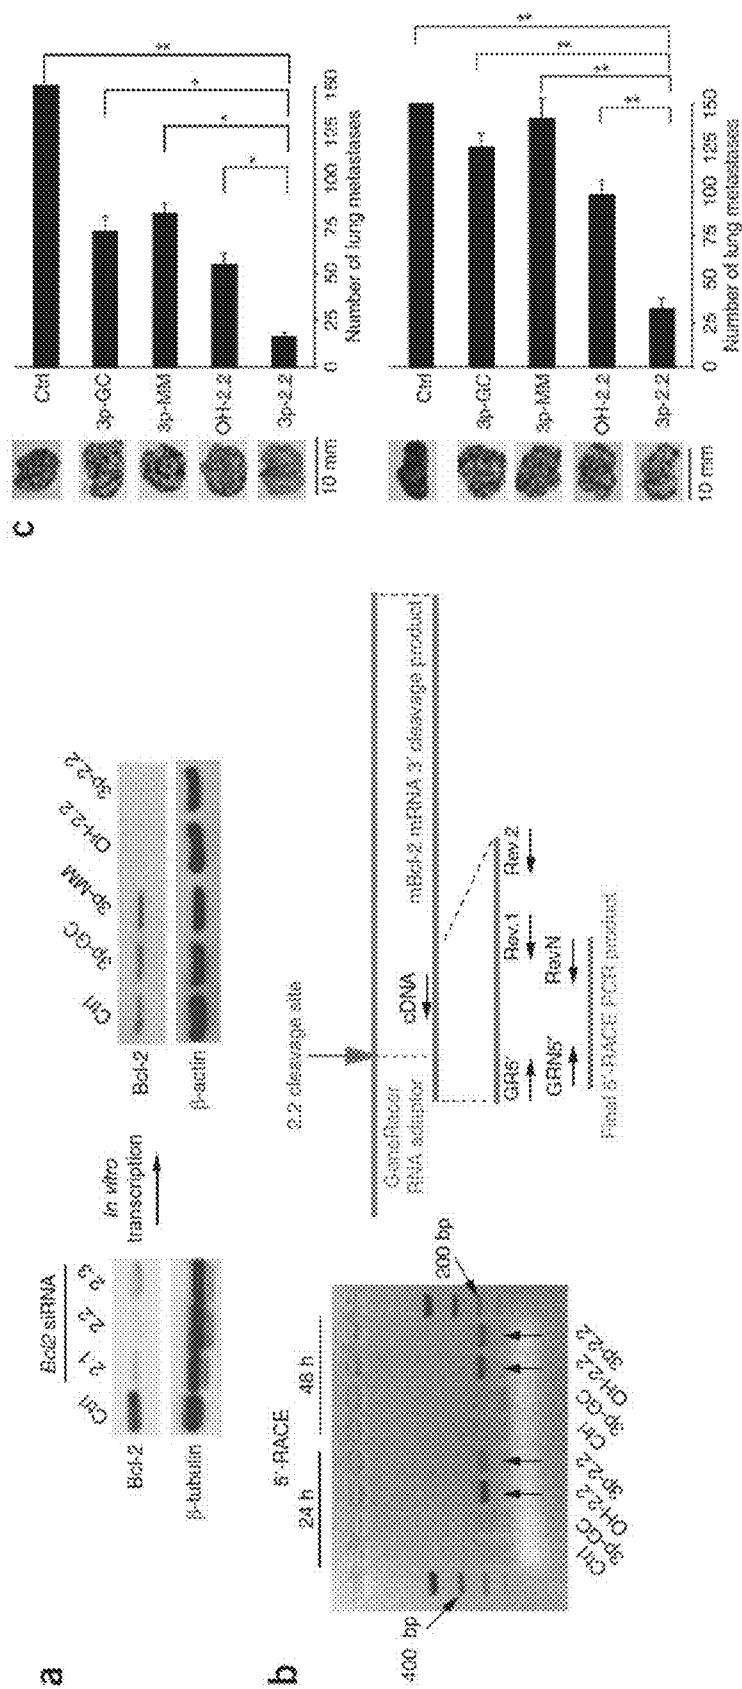 a
Bcl2 siRNA
Ctrl 2.1 2.2 2.3
Bcl-2
β-tubulin
in vitro
transcription
Ctrl 3p-GC 3p-MM OH-2.2 3p-2.2
Bcl-2
β-actin
b
5'-RACE
24 h 48 h
400 bp
200 bp
Ctrl 3p-GC OH-2.2 3p-2.2 Ctrl 3p-GC OH-2.2 3p-2.2
2.2 cleavage site
GeneRacer
RNA adaptor
cDNA
mBcl-2 mRNA 3' cleavage product
GR5' Rev.1 Rev.2
GRN5' RevN
Final 5'-RACE PCR product
c
Ctrl
3p-GC
3p-MM
OH-2.2
3p-2.2
10 mm
0 25 50 75 100 125 150
Number of lung metastases
** * * *
Ctrl
3p-GC
3p-MM
OH-2.2
3p-2.2
10 mm
0 25 50 75 100 125 150
Number of lung metastases
** ** ** **